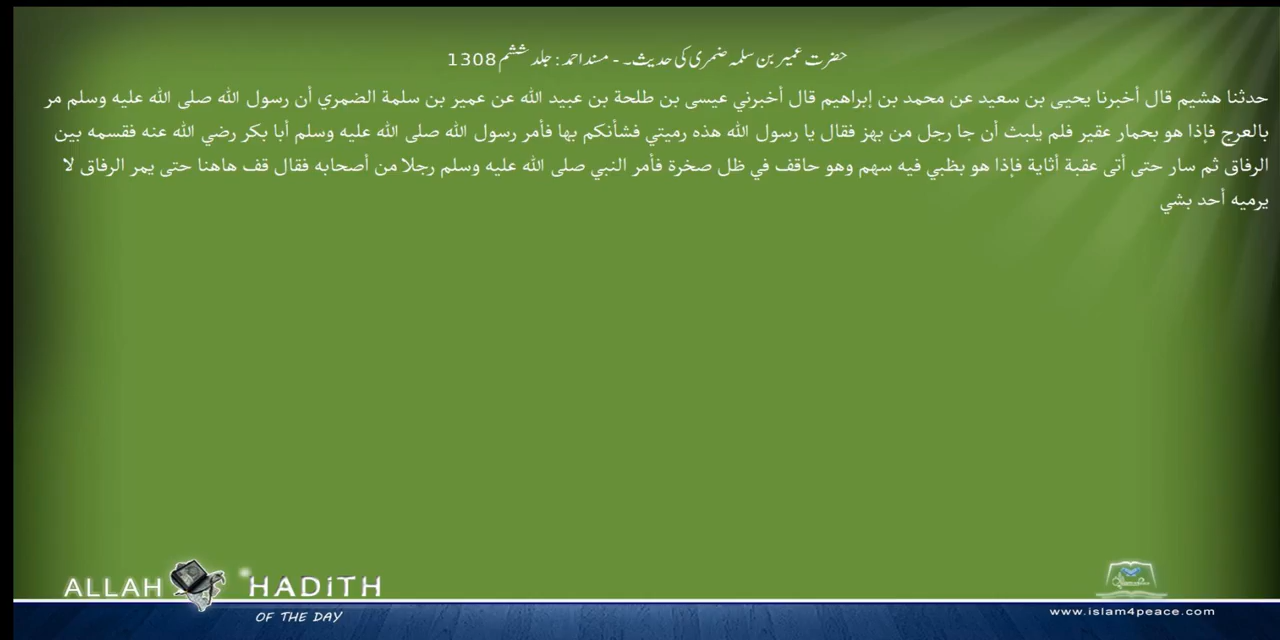 حضرت عمیر بن سلمہ ضمری کی حدیث۔ - مسند احمد: جلد ششم 1308
حدثنا هشيم قال أخبرنا يحيى بن سعيد عن محمد بن إبراهيم قال أخبرني عيسى بن طلحة بن عبيد الله عن عمير بن سلمة الضمري أن رسول الله صلى الله عليه وسلم مر
بالعرج فإذا هو بحمار عقير فلم يلبث أن جا رجل من بهز فقال يا رسول الله هذه رميتي فشأنكم بها فأمر رسول الله صلى الله عليه وسلم أبا بكر رضي الله عنه فقسمه بين
الرفاق ثم سار حتى أتى عقبة أثاية فإذا هو بظبي فيه سهم وهو حاقف في ظل صخرة فأمر النبي صلى الله عليه وسلم رجلا من أصحابه فقال قف هاهنا حتى يمر الرفاق لا
يرميه أحد بشي
ALLAH HADITH
OF THE DAY
www.islam4peace.com